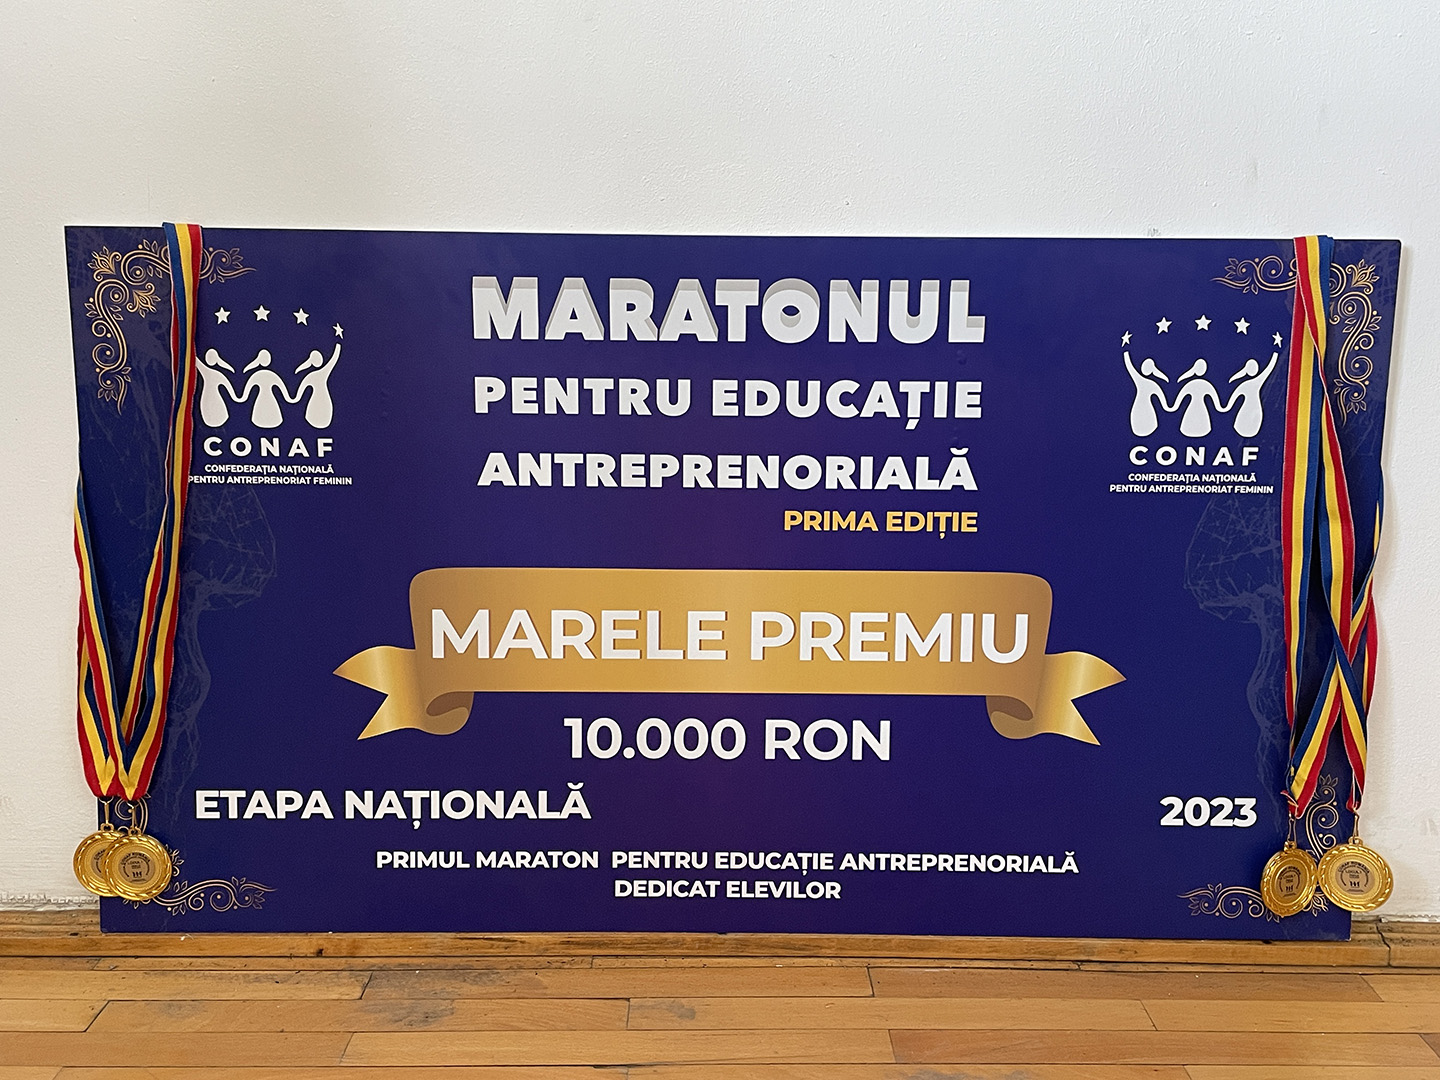 MARATONUL
PENTRU EDUCAȚIE
ANTREPRENORIALĂ
PRIMA EDIȚIE
CONAF
CONFEDERAȚIA NAȚIONALĂ
PENTRU ANTREPRENORIAT FEMININ
CONAF
CONFEDERAȚIA NAȚIONALĂ
PENTRU ANTREPRENORIAT FEMININ
MARELE PREMIU
10.000 RON
ETAPA NAȚIONALĂ
2023
PRIMUL MARATON PENTRU EDUCAȚIE ANTREPRENORIALĂ
DEDICAT ELEVILOR